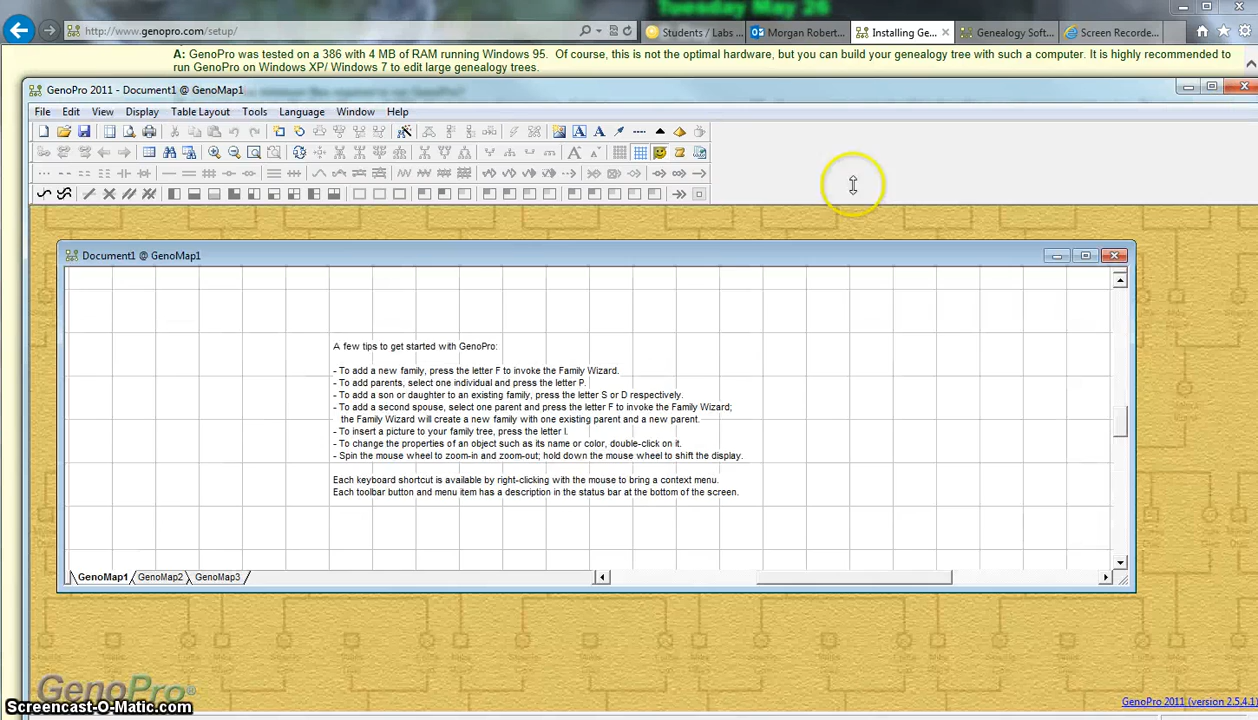 Tuesday May 26
http://www.genopro.com/setup/
Students / Labs ...
Morgan Robert...
Installing Ge...
Genealogy Soft...
Screen Recorde...
A: GenoPro was tested on a 386 with 4 MB of RAM running Windows 95. Of course, this is not the optimal hardware, but you can build your genealogy tree with such a computer. It is highly recommended to
run GenoPro on Windows XP/ Windows 7 to edit large genealogy trees.
GenoPro 2011 - Document1 @ GenoMap1
File Edit View Display Table Layout Tools Language Window Help
Document1 @ GenoMap1
A few tips to get started with GenoPro:
- To add a new family, press the letter F to invoke the Family Wizard.
- To add parents, select one individual and press the letter P.
- To add a son or daughter to an existing family, press the letter S or D respectively.
- To add a second spouse, select one parent and press the letter F to invoke the Family Wizard;
the Family Wizard will create a new family with one existing parent and a new parent.
- To insert a picture to your family tree, press the letter I.
- To change the properties of an object such as its name or color, double-click on it.
- Spin the mouse wheel to zoom-in and zoom-out; hold down the mouse wheel to shift the display.
Each keyboard shortcut is available by right-clicking with the mouse to bring a context menu.
Each toolbar button and menu item has a description in the status bar at the bottom of the screen.
GenoMap1 GenoMap2 GenoMap3
GenoPro®
Screencast-O-Matic.com
GenoPro 2011 (version 2.5.4.1)